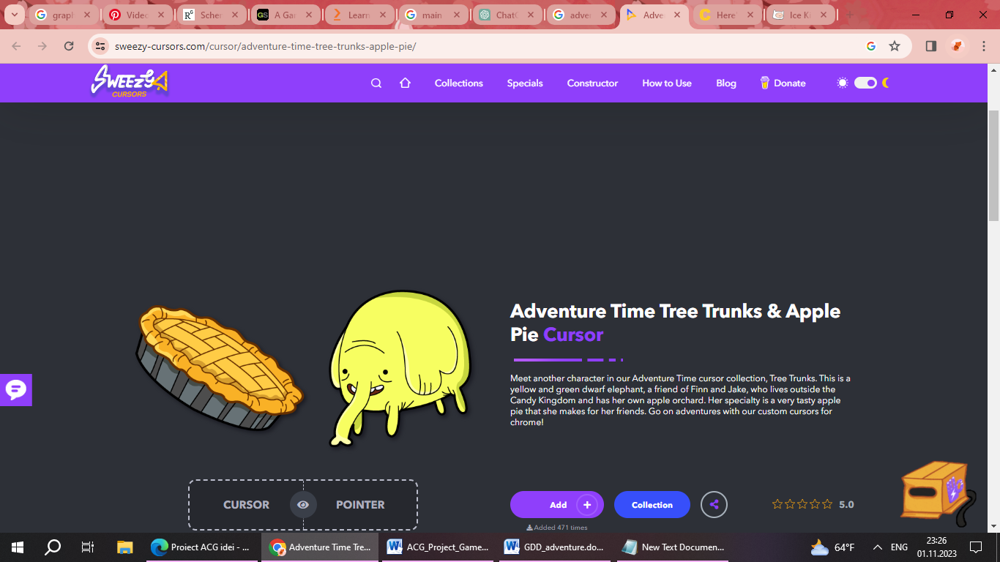 grapl
Video
Scher
A Gar
Learn
main
ChatG
adver
Adve
Here
Ice Ki
sweezy-cursors.com/cursor/adventure-time-tree-trunks-apple-pie/
SWEEZY
CURSORS
Collections
Specials
Constructor
How to Use
Blog
Donate
Adventure Time Tree Trunks & Apple
Pie Cursor
Meet another character in our Adventure Time cursor collection, Tree Trunks. This is a
yellow and green dwarf elephant, a friend of Finn and Jake, who lives outside the
Candy Kingdom and has her own apple orchard. Her specialty is a very tasty apple
pie that she makes for her friends. Go on adventures with our custom cursors for
chrome!
CURSOR
POINTER
Add
Collection
5.0
Added 471 times
Proiect ACG idei - ...
Adventure Time Tre...
ACG_Project_Game...
GDD_adventure.do...
New Text Documen...
64°F
ENG
23:26
01.11.2023